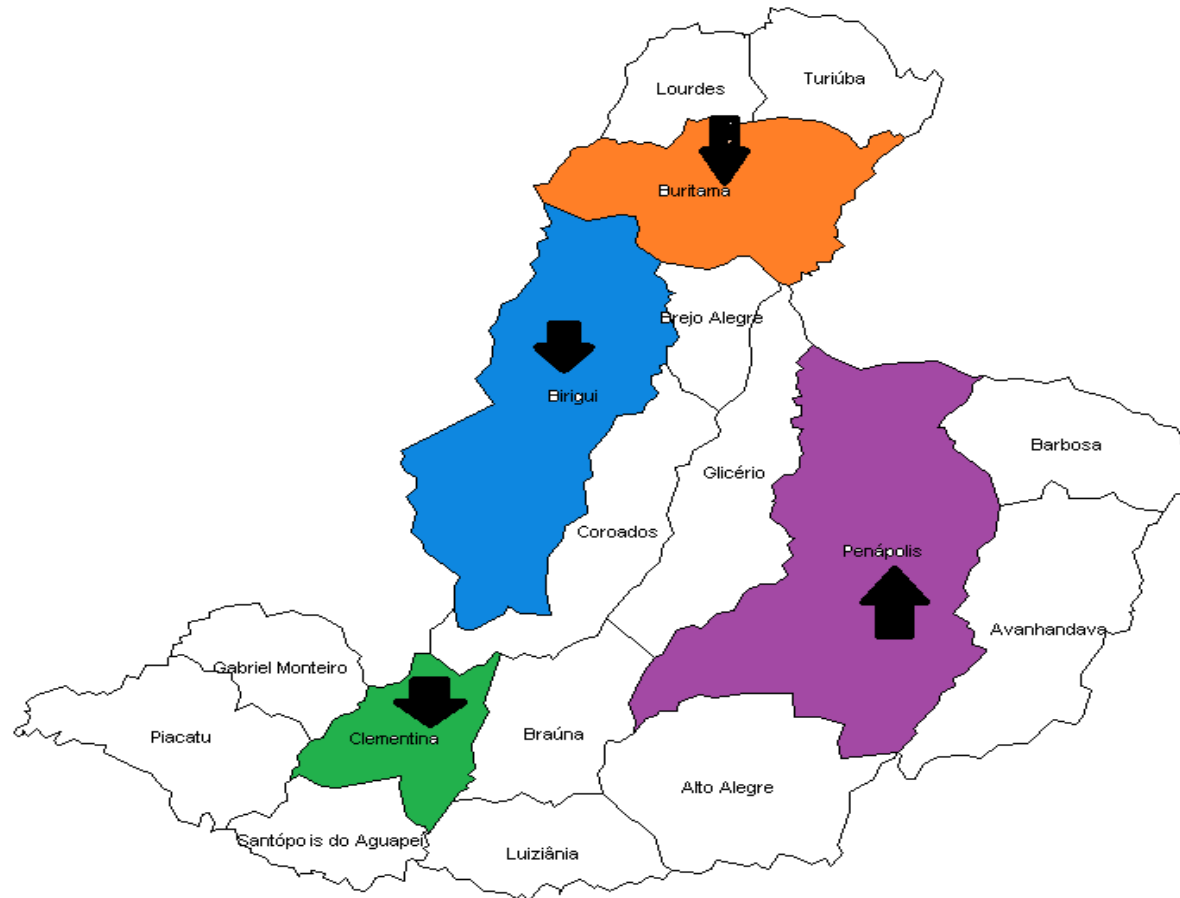 Turiúba
Lourdes
Buritama
Brejo Alegre
Birigui
Barbosa
Glicério
Coroados
Penápolis
Avanhandava
Gabriel Monteiro
Piacatu
Clementina
Braúna
Alto Alegre
Santópo is do Aguapeí
Luiziânia